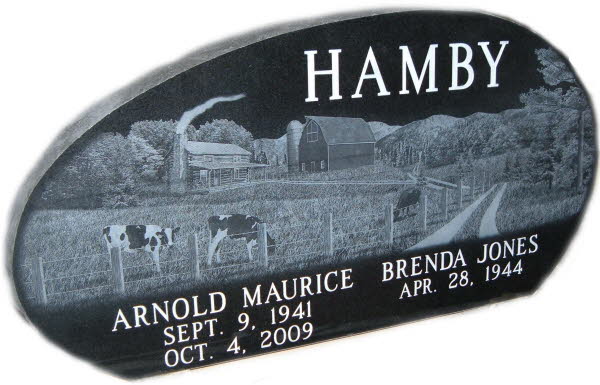 HAMBY
ARNOLD MAURICE
SEPT. 9, 1941
OCT. 4, 2009
BRENDA JONES
APR. 28, 1944